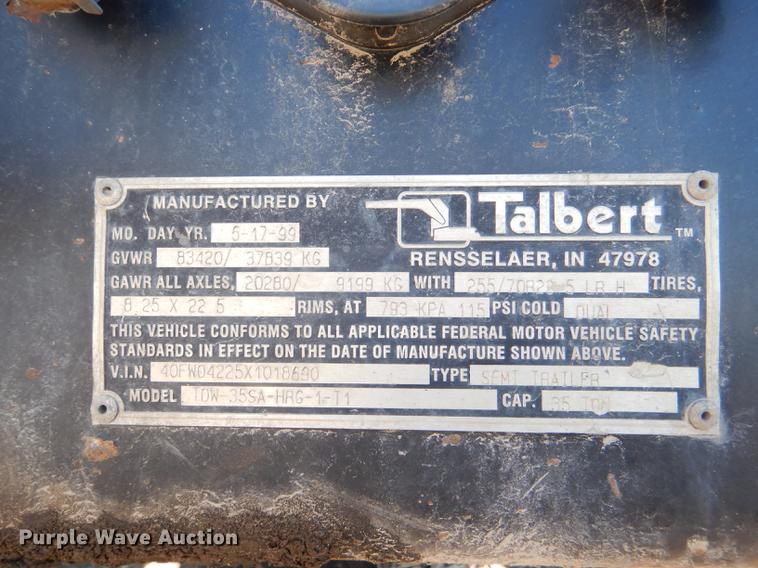 MANUFACTURED BY Talbert TM
MO. DAY YR. 5-17-99 RENSSELAER, IN 47978
GVWR 83420/ 37839 KG
GAWR ALL AXLES, 20280/ 9199 KG WITH 255/70R22.5 LR H TIRES,
8.25 X 22.5 RIMS, AT 793 KPA 115 PSI COLD DUAL X
THIS VEHICLE CONFORMS TO ALL APPLICABLE FEDERAL MOTOR VEHICLE SAFETY
STANDARDS IN EFFECT ON THE DATE OF MANUFACTURE SHOWN ABOVE.
V.I.N. 40FW04225X1018690 TYPE SEMI TRAILER
MODEL TDW-35SA-HRG-1-T1 CAP. 35 TON
Purple Wave Auction